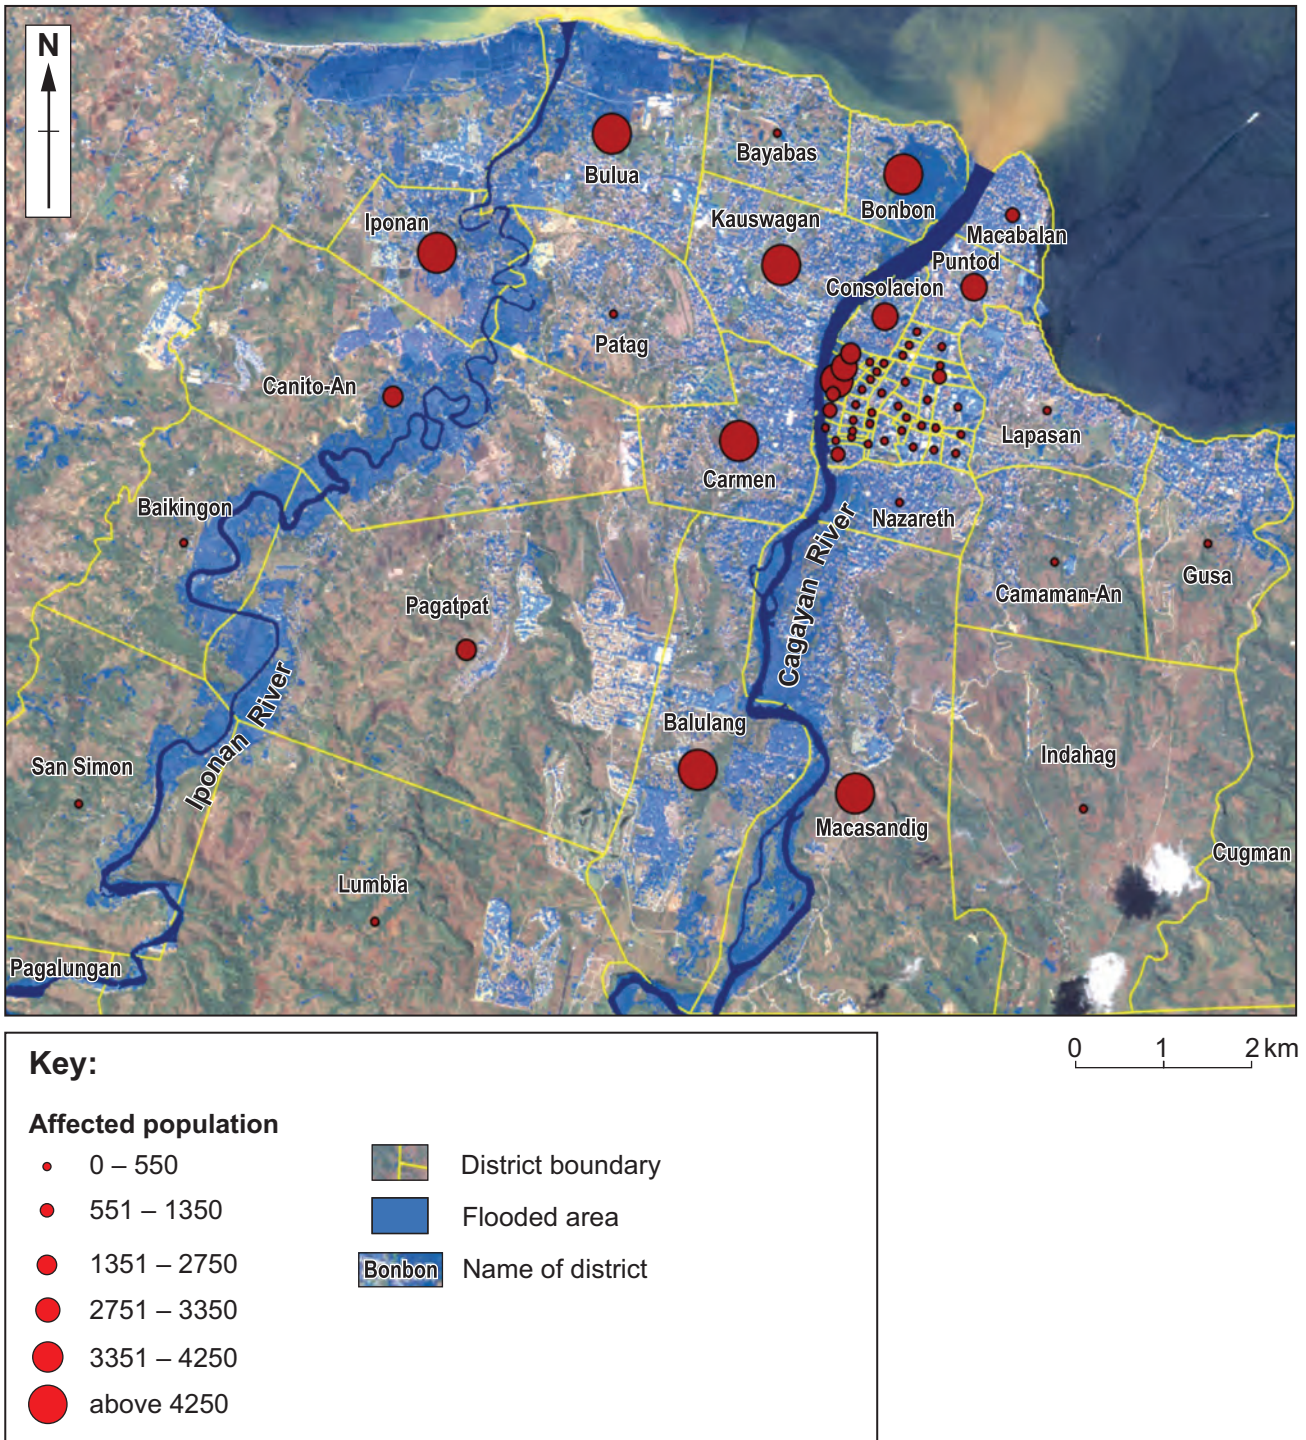 N
Bulua
Bayabas
Bonbon
Iponan
Kauswagan
Macabalan
Puntod
Consolacion
Patag
Canito-An
Lapasan
Carmen
Baikingon
Nazareth
Cagayan River
Gusa
Camaman-An
Pagatpat
Iponan River
Balulang
Indahag
San Simon
Macasandig
Cugman
Lumbia
Pagalungan
0 1 2 km
Key:
Affected population
0 – 550
551 – 1350
1351 – 2750
2751 – 3350
3351 – 4250
above 4250
District boundary
Flooded area
Bonbon Name of district